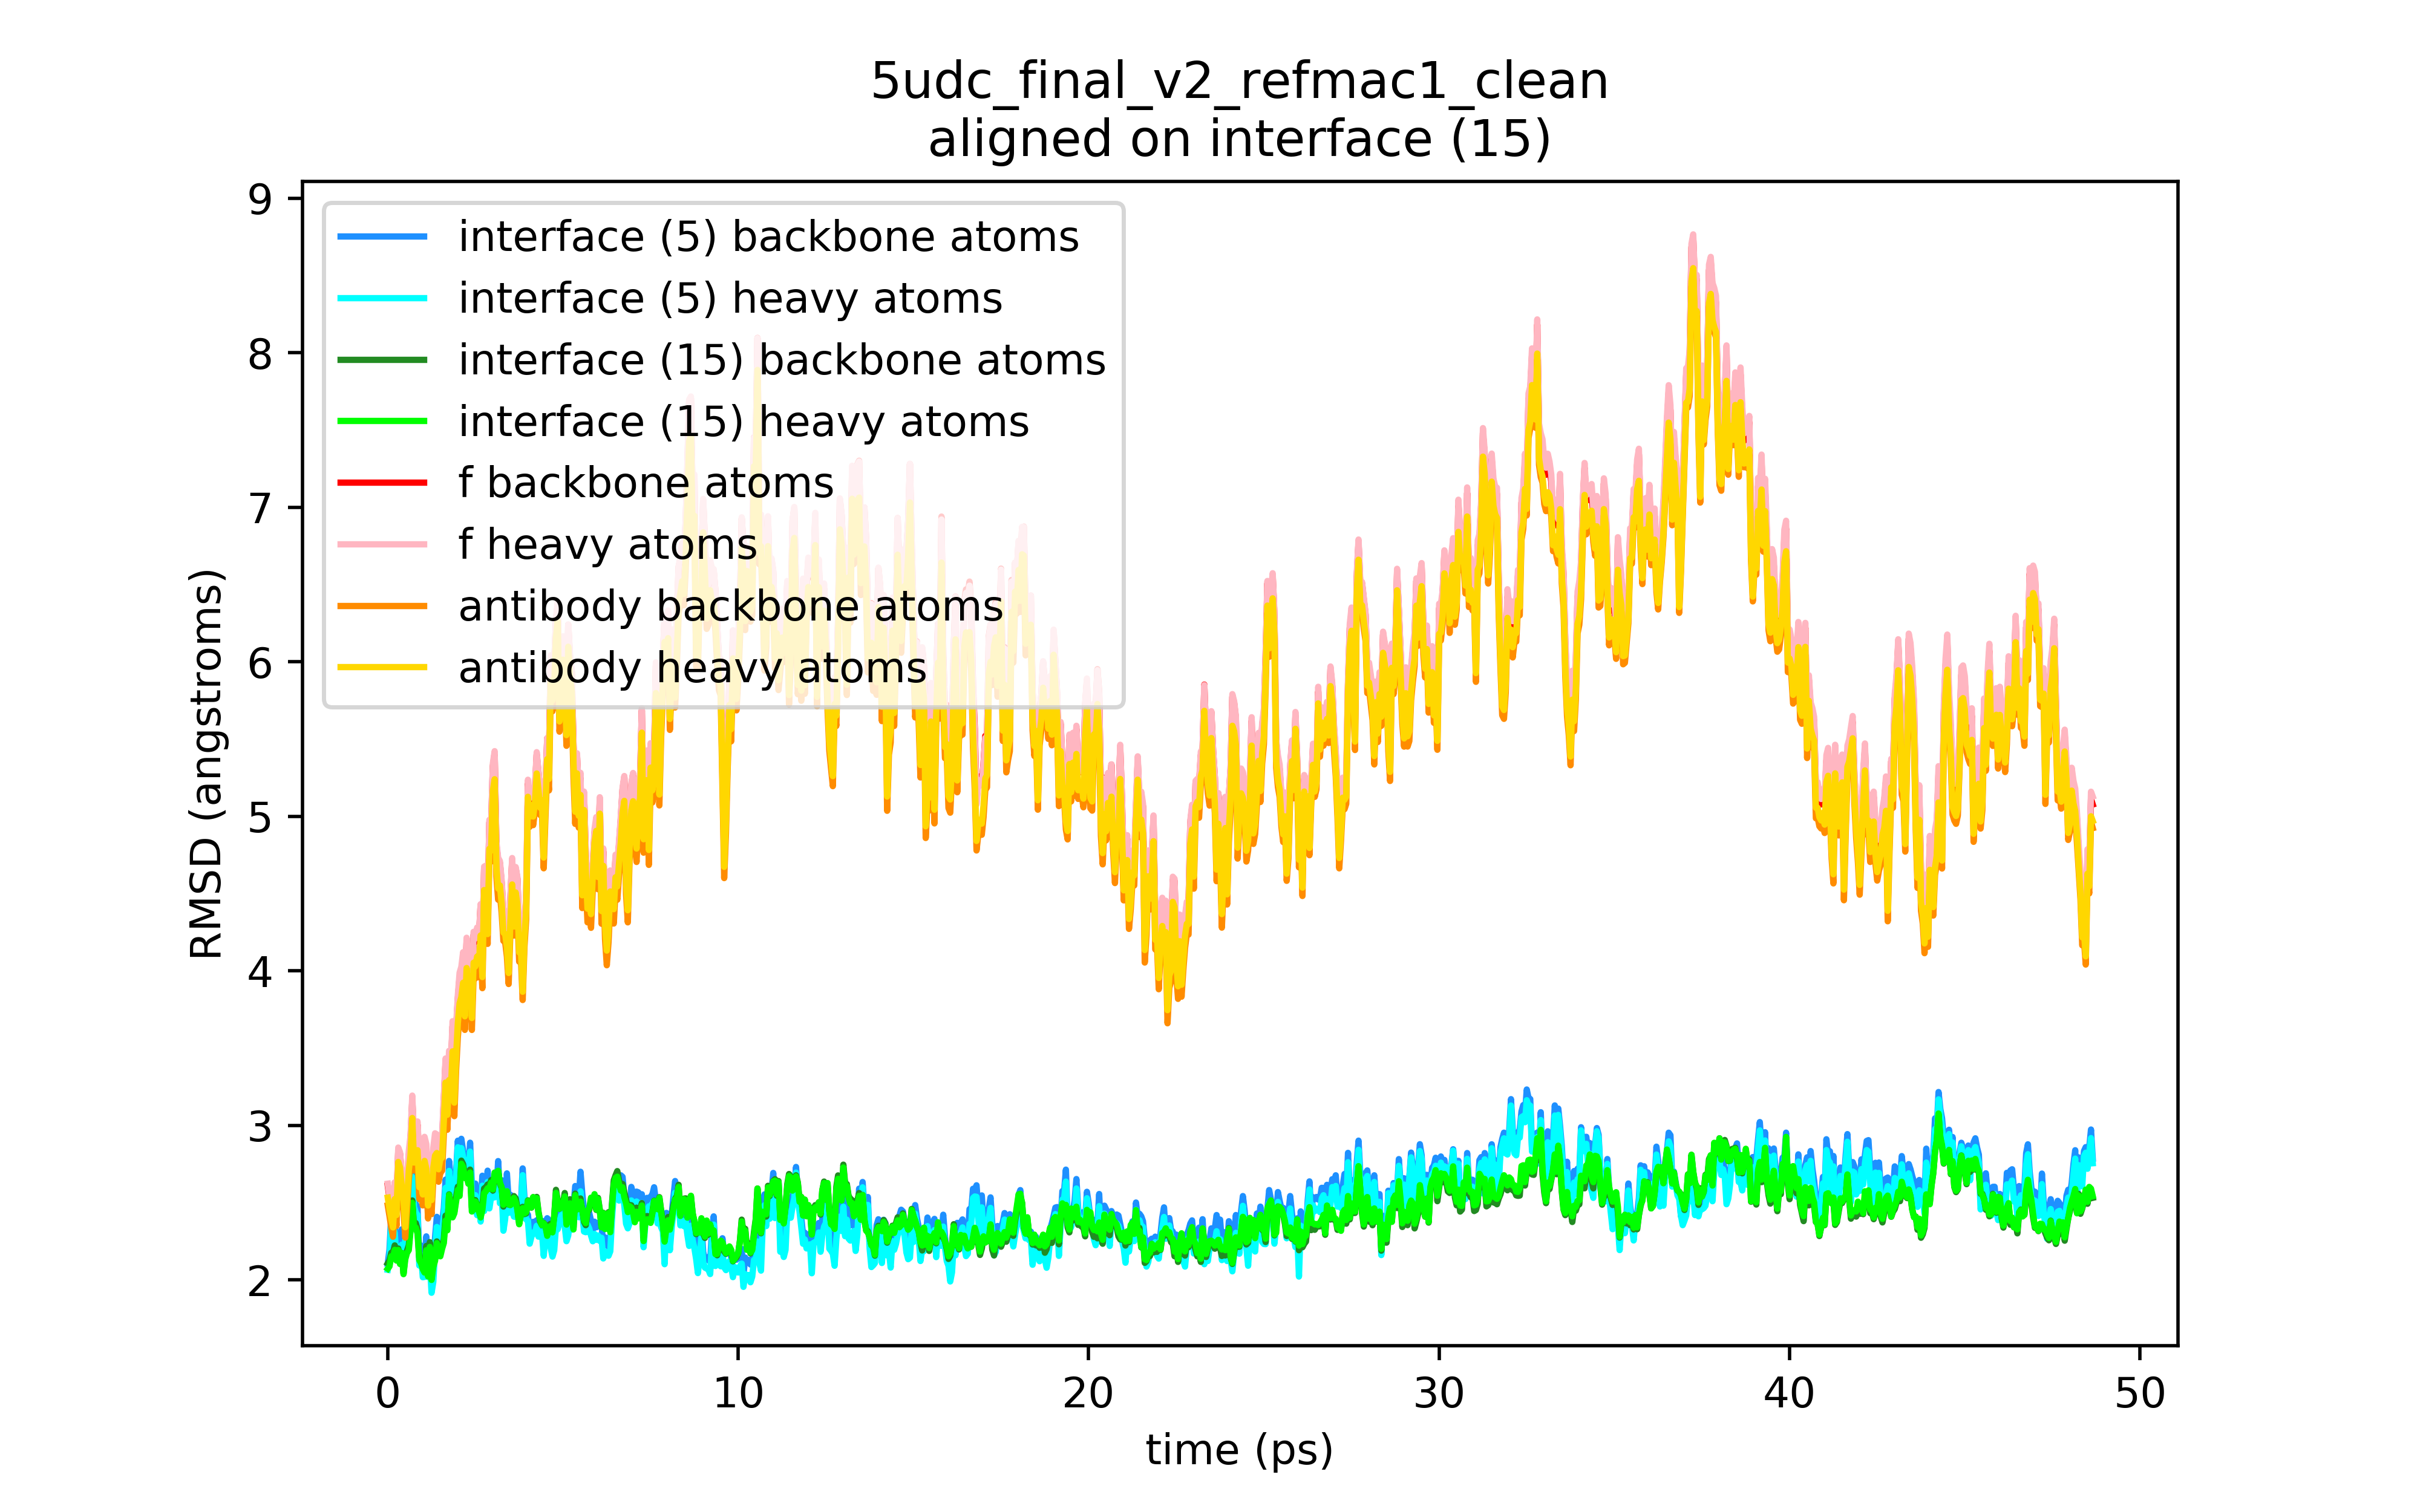 5udc_final_v2_refmac1_clean
aligned on interface (15)
9
8
7
6
5
4
3
2
RMSD (angstroms)
interface (5) backbone atoms
interface (5) heavy atoms
interface (15) backbone atoms
interface (15) heavy atoms
f backbone atoms
f heavy atoms
antibody backbone atoms
antibody heavy atoms
0 10 20 30 40 50
time (ps)